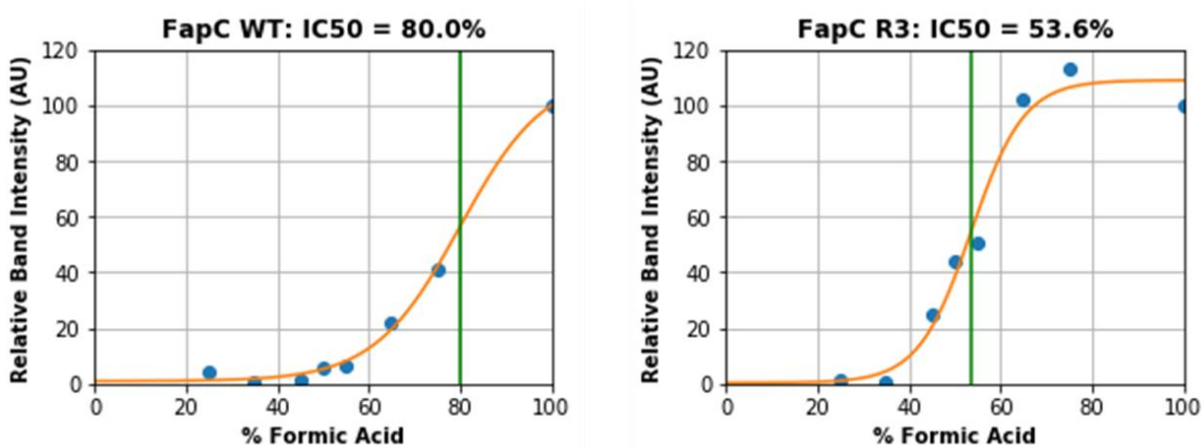 FapC WT: IC50 = 80.0%
Relative Band Intensity (AU)
120
100
80
60
40
20
0
0 20 40 60 80 100
% Formic Acid
FapC R3: IC50 = 53.6%
Relative Band Intensity (AU)
120
100
80
60
40
20
0
0 20 40 60 80 100
% Formic Acid